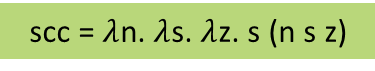 scc = λn. λs. λz. s (n s z)